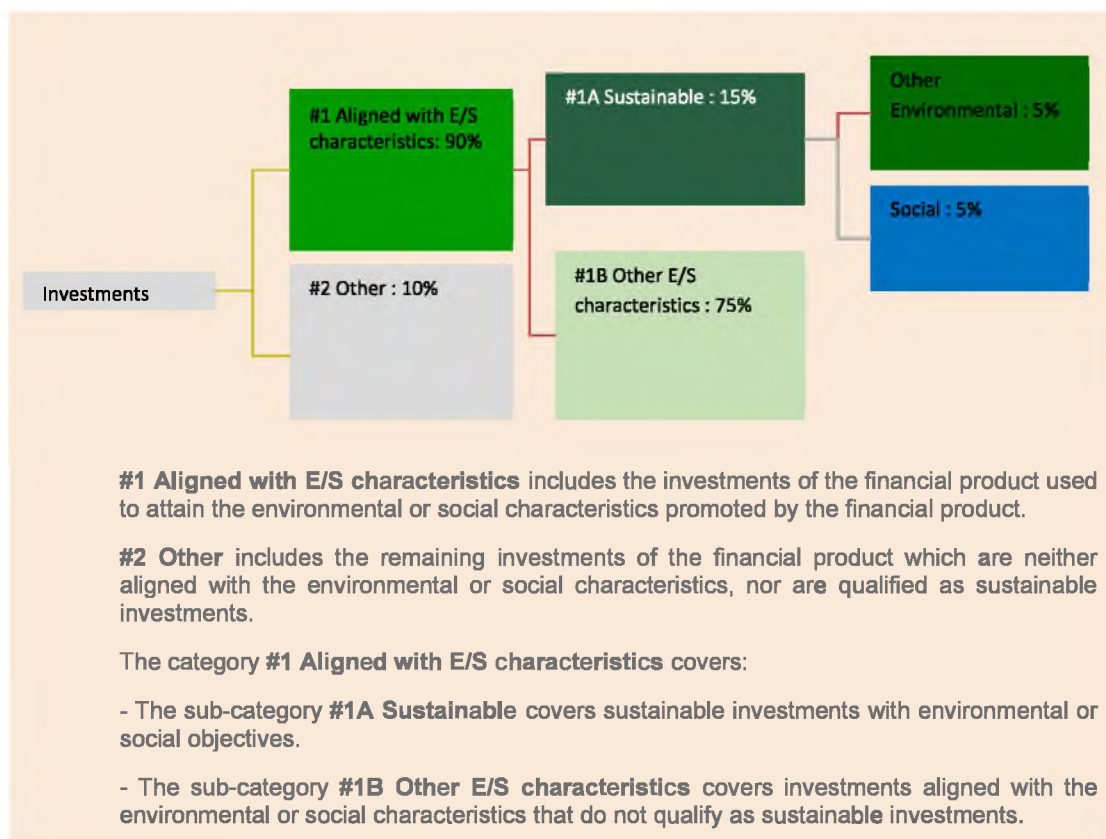 #1 Aligned with E/S
characteristics: 90%
#1A Sustainable : 15%
Other
Environmental : 5%
Social : 5%
Investments
#2 Other : 10%
#1B Other E/S
characteristics : 75%
#1 Aligned with E/S characteristics includes the investments of the financial product used
to attain the environmental or social characteristics promoted by the financial product.
#2 Other includes the remaining investments of the financial product which are neither
aligned with the environmental or social characteristics, nor are qualified as sustainable
investments.
The category #1 Aligned with E/S characteristics covers:
- The sub-category #1A Sustainable covers sustainable investments with environmental or
social objectives.
- The sub-category #1B Other E/S characteristics covers investments aligned with the
environmental or social characteristics that do not qualify as sustainable investments.